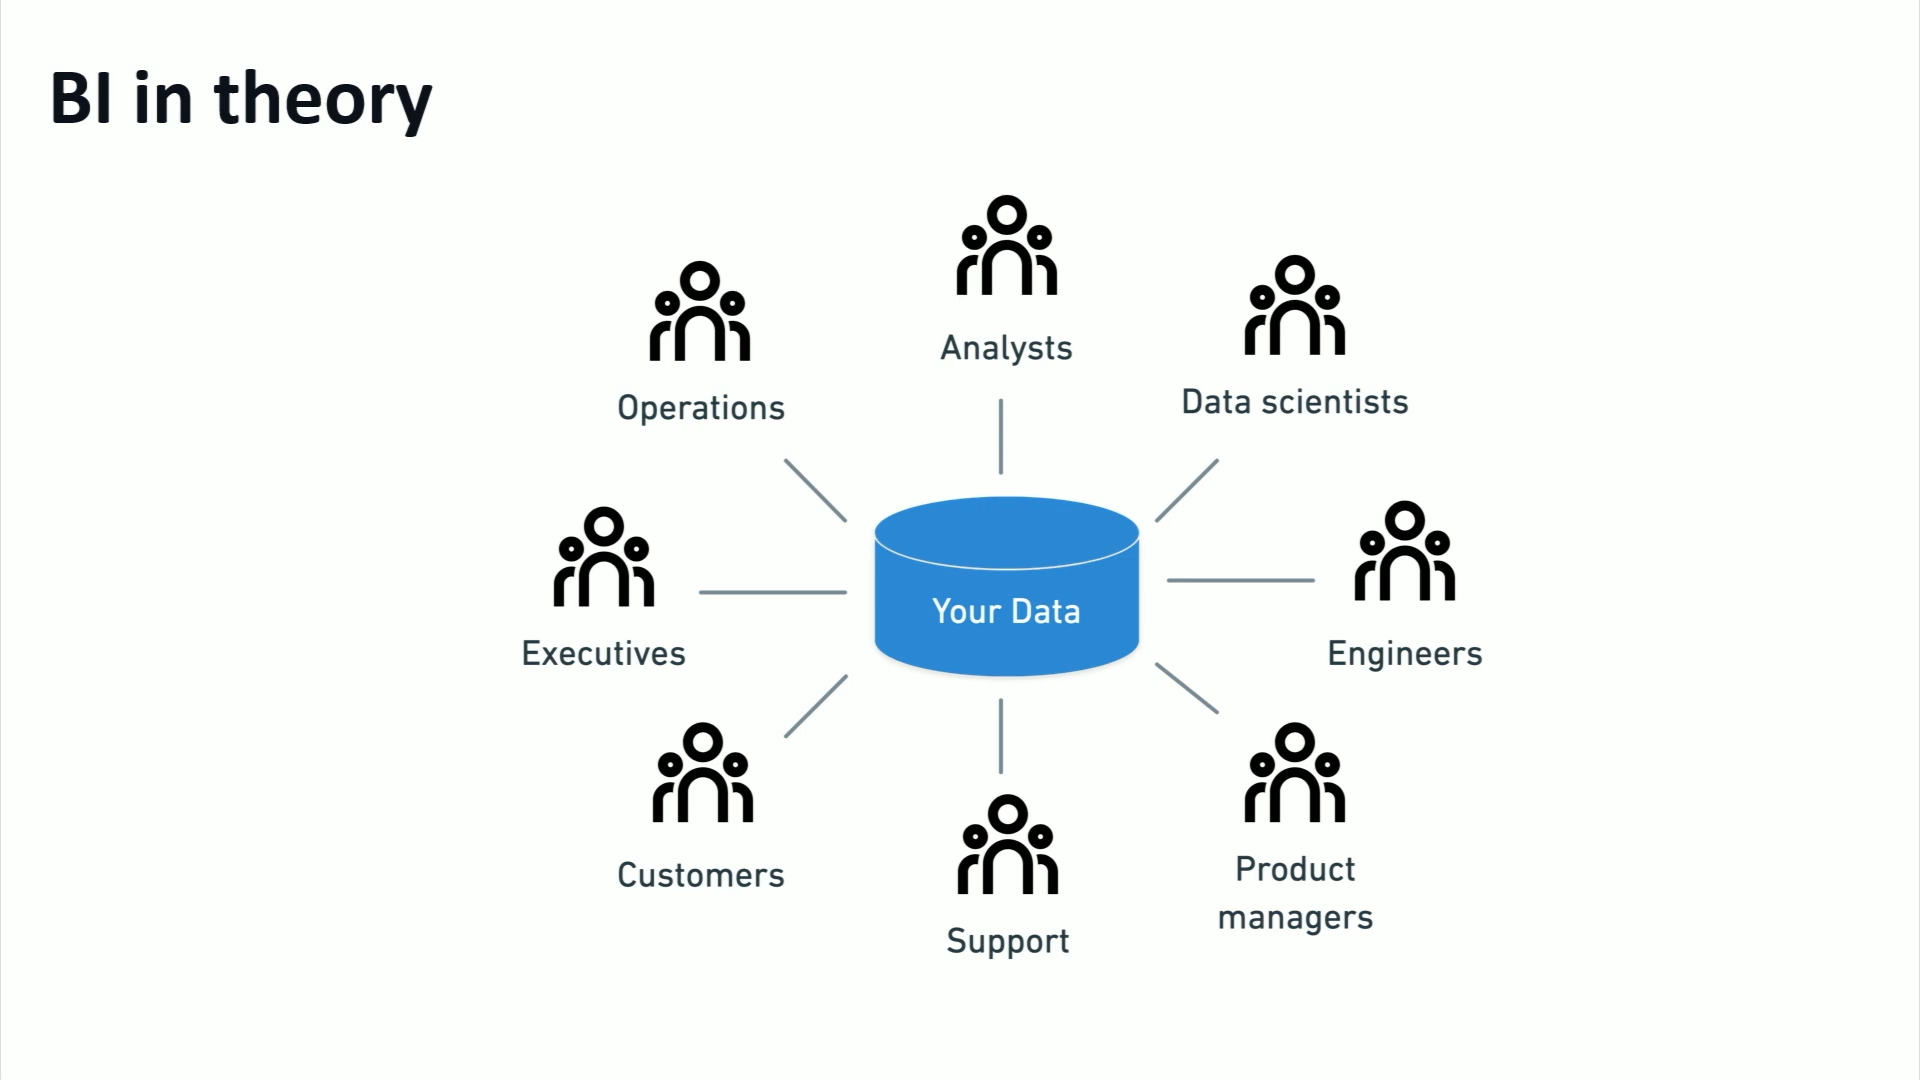 BI in theory
Analysts
Operations
Data scientists
Your Data
Executives
Engineers
Customers
Product
managers
Support